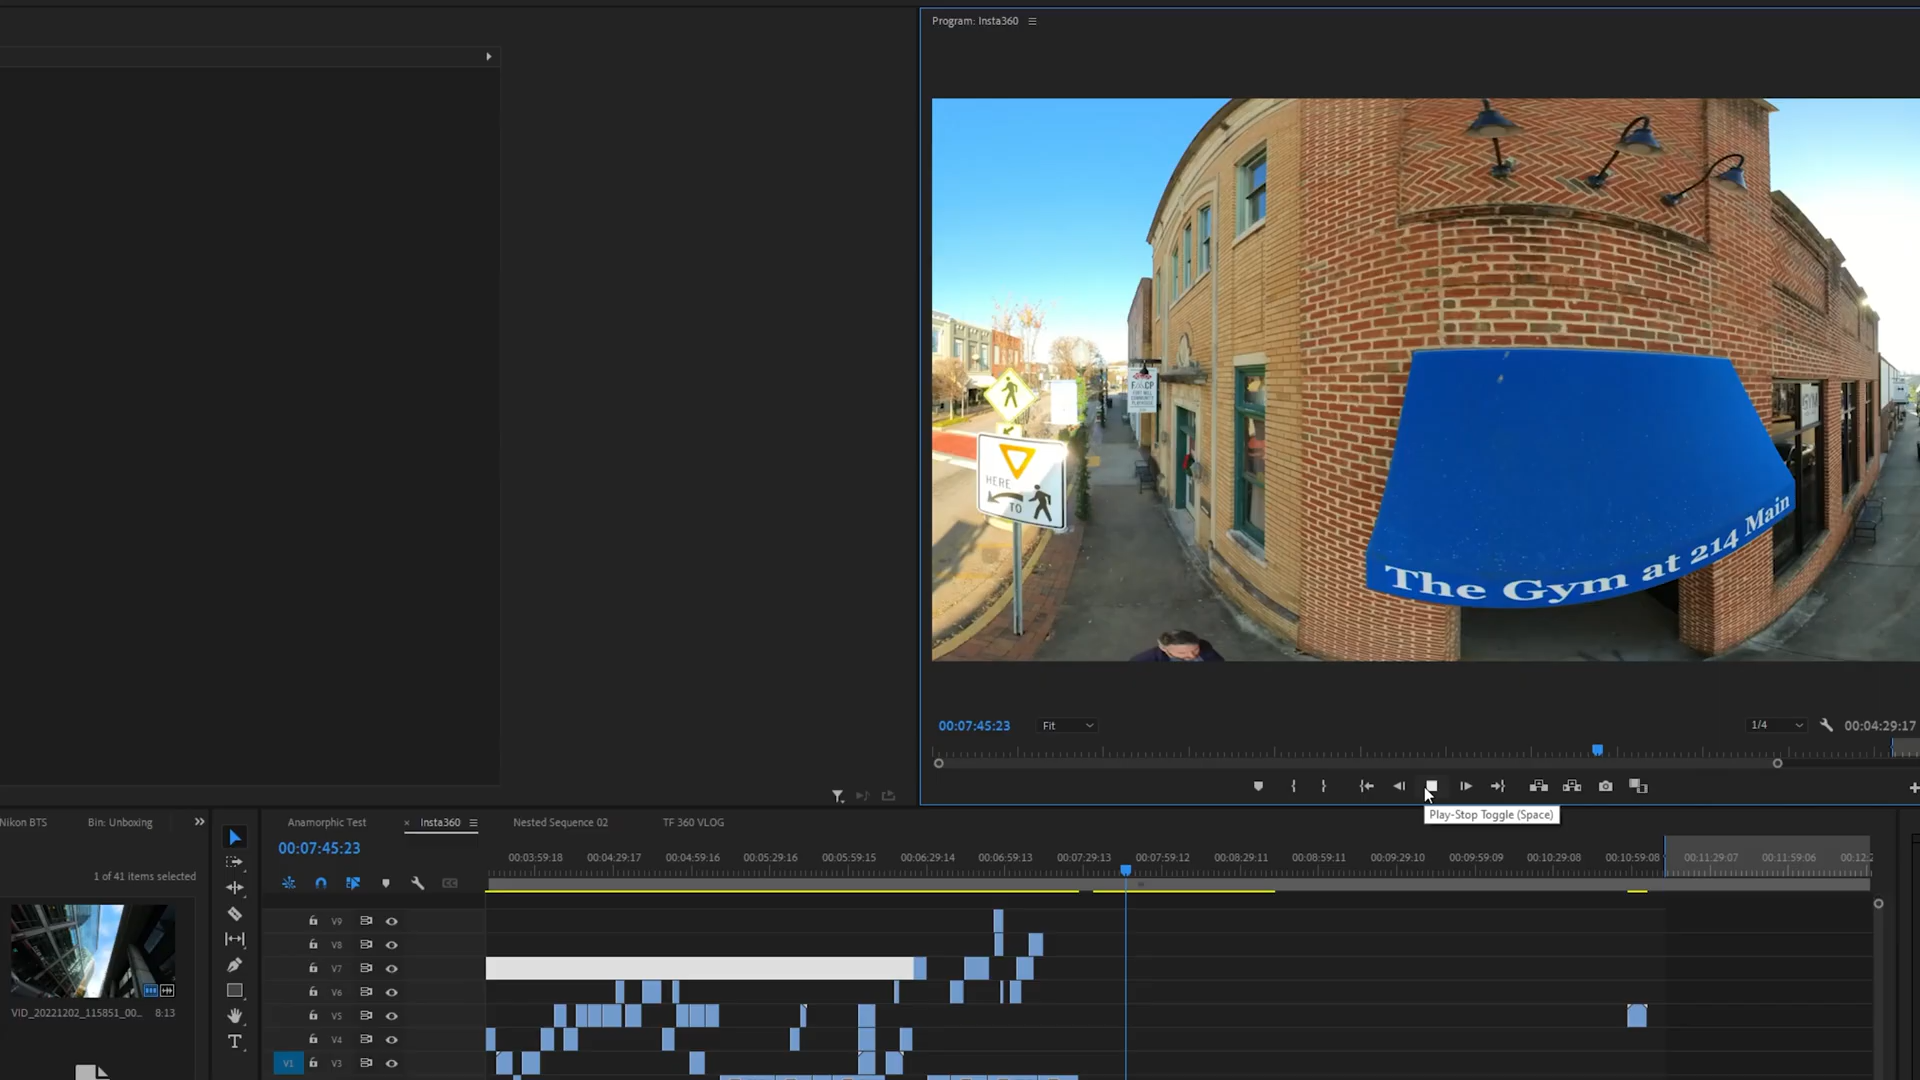 Program: Insta360
FMCP
HERE
TO
GYM
The Gym at 214 Main
00:07:45:23
Fit
1/4
00:04:29:17
Play-Stop Toggle (Space)
Nikon BTS
Bin: Unboxing
Anamorphic Test
× Insta360
Nested Sequence 02
TF 360 VLOG
00:07:45:23
00:03:59:18
00:04:29:17
00:04:59:16
00:05:29:16
00:05:59:15
00:06:29:14
00:06:59:13
00:07:29:13
00:07:59:12
00:08:29:11
00:08:59:11
00:09:29:10
00:09:59:09
00:10:29:08
00:10:59:08
00:11:29:07
00:11:59:06
00:12:2
1 of 41 items selected
V9
V8
V7
V6
V5
V4
V1
V3
VID_20221202_115851_00...
8:13